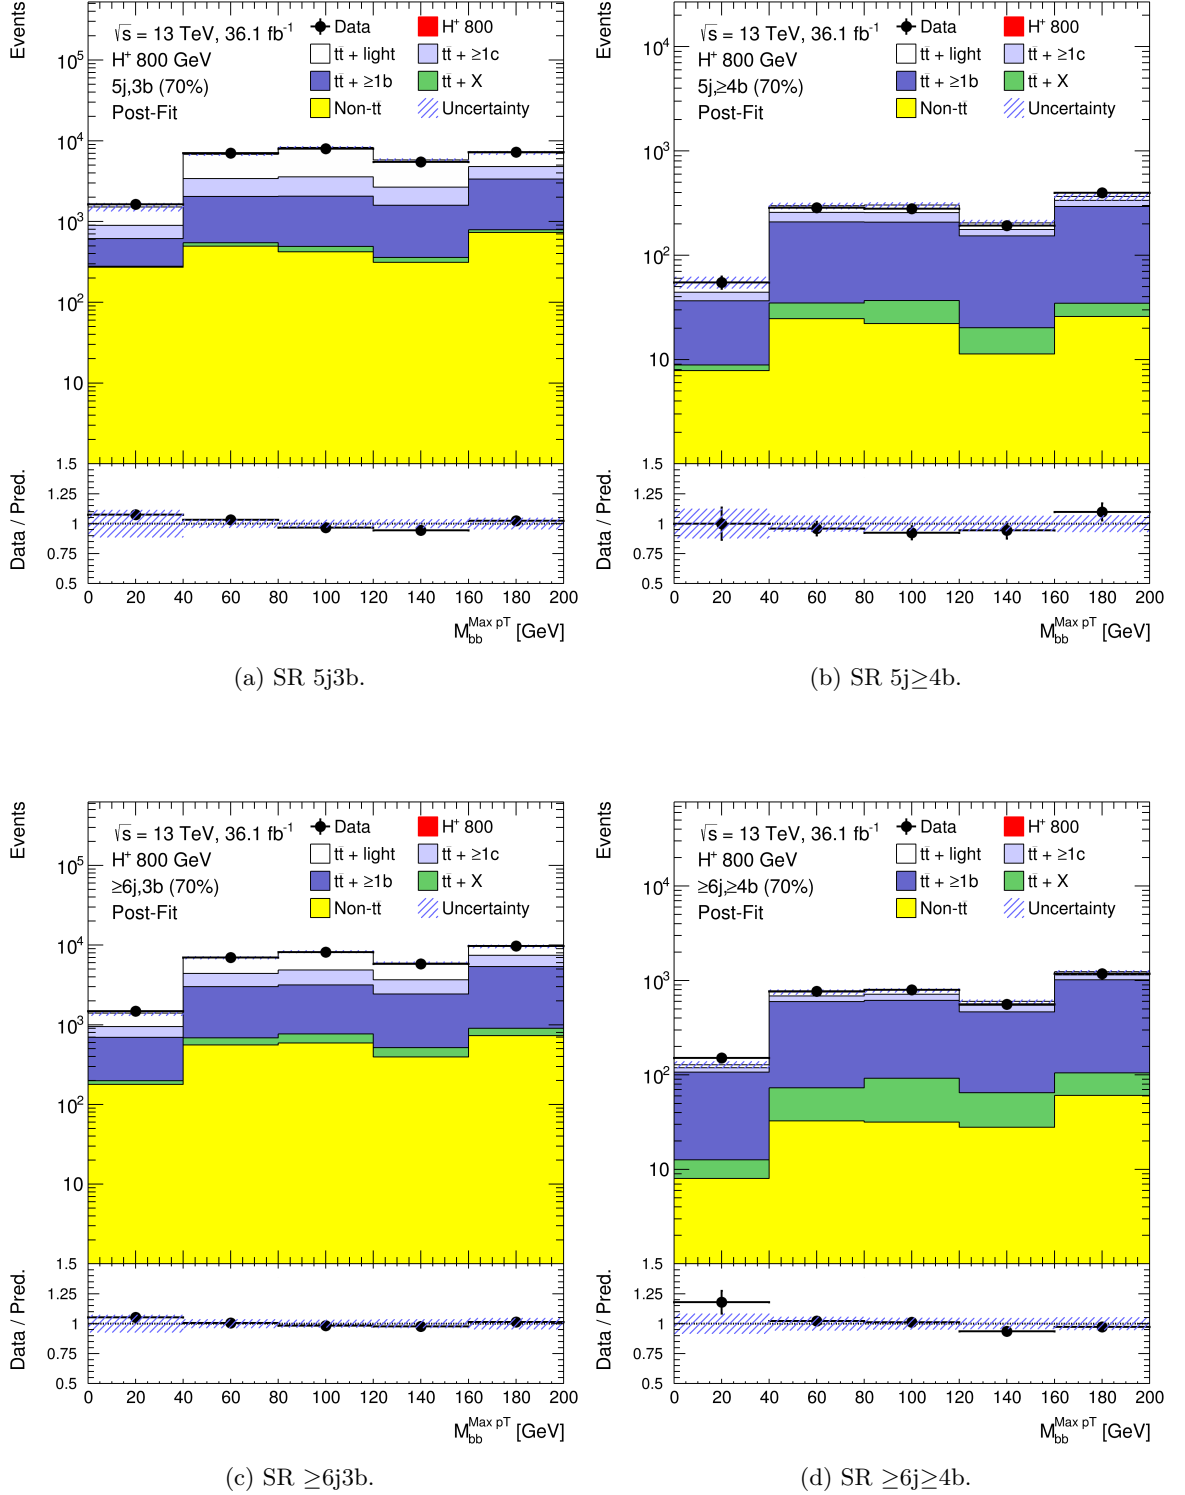 Events
√s = 13 TeV, 36.1 fb⁻¹
H⁺ 800 GeV
5j,3b (70%)
Post-Fit
Data
H⁺ 800
tt̄ + light
tt̄ + ≥1c
tt̄ + ≥1b
tt̄ + X
Non-tt̄
Uncertainty
10⁵
10⁴
10³
10²
10
Data / Pred.
1.5
1.25
1
0.75
0.5
0 20 40 60 80 100 120 140 160 180 200
M_bb^Max pT [GeV]
(a) SR 5j3b.
Events
√s = 13 TeV, 36.1 fb⁻¹
H⁺ 800 GeV
5j,≥4b (70%)
Post-Fit
Data
H⁺ 800
tt̄ + light
tt̄ + ≥1c
tt̄ + ≥1b
tt̄ + X
Non-tt̄
Uncertainty
10⁴
10³
10²
10
Data / Pred.
1.5
1.25
1
0.75
0.5
0 20 40 60 80 100 120 140 160 180 200
M_bb^Max pT [GeV]
(b) SR 5j≥4b.
Events
√s = 13 TeV, 36.1 fb⁻¹
H⁺ 800 GeV
≥6j,3b (70%)
Post-Fit
Data
H⁺ 800
tt̄ + light
tt̄ + ≥1c
tt̄ + ≥1b
tt̄ + X
Non-tt̄
Uncertainty
10⁵
10⁴
10³
10²
10
Data / Pred.
1.5
1.25
1
0.75
0.5
0 20 40 60 80 100 120 140 160 180 200
M_bb^Max pT [GeV]
(c) SR ≥6j3b.
Events
√s = 13 TeV, 36.1 fb⁻¹
H⁺ 800 GeV
≥6j,≥4b (70%)
Post-Fit
Data
H⁺ 800
tt̄ + light
tt̄ + ≥1c
tt̄ + ≥1b
tt̄ + X
Non-tt̄
Uncertainty
10⁴
10³
10²
10
Data / Pred.
1.5
1.25
1
0.75
0.5
0 20 40 60 80 100 120 140 160 180 200
M_bb^Max pT [GeV]
(d) SR ≥6j≥4b.